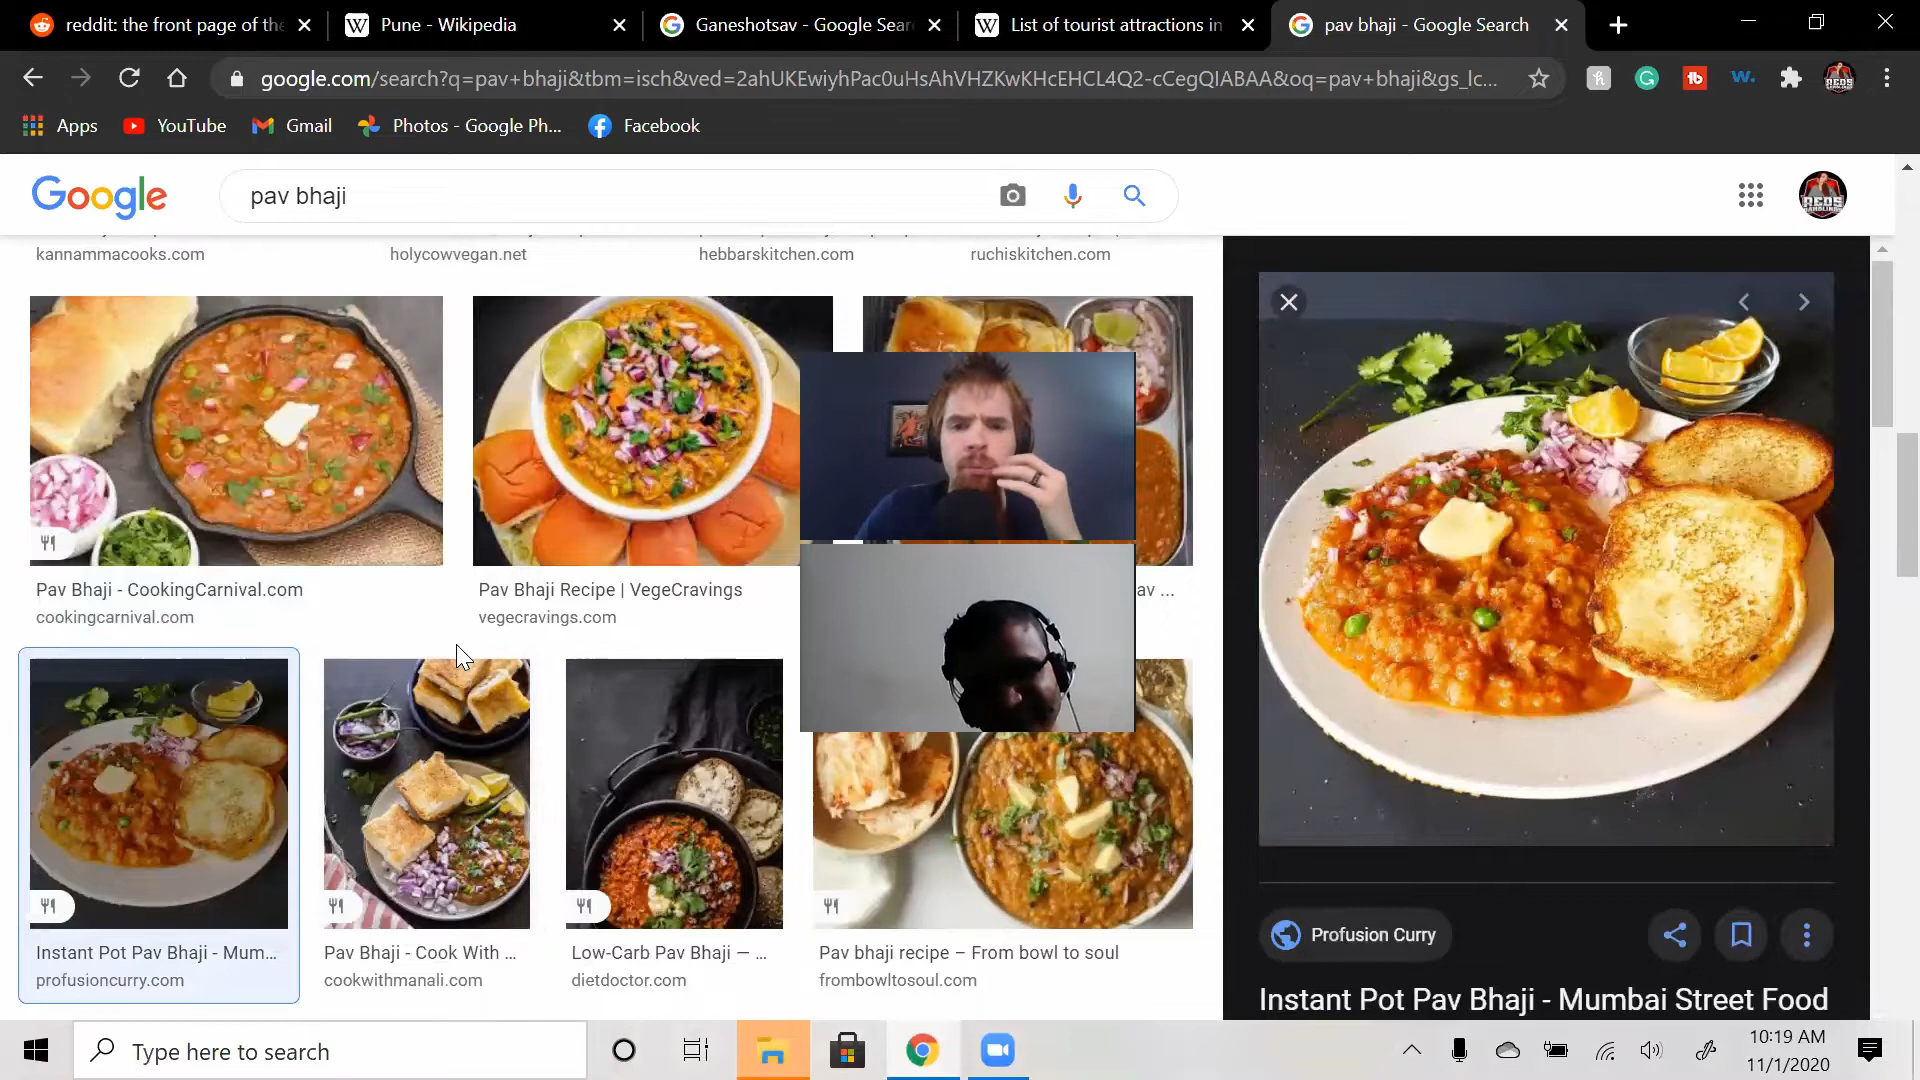 reddit: the front page of the
Pune - Wikipedia
Ganeshotsav - Google Sear
List of tourist attractions in
pav bhaji - Google Search
google.com/search?q=pav+bhaji&tbm=isch&ved=2ahUKEwiyhPac0uHsAhVHZKwKHcEHCL4Q2-cCegQIABAA&oq=pav+bhaji&gs_lc...
Apps
YouTube
Gmail
Photos - Google Ph...
Facebook
Google
pav bhaji
kannammacooks.com
holycowvegan.net
hebbarskitchen.com
ruchiskitchen.com
Pav Bhaji - CookingCarnival.com
cookingcarnival.com
Pav Bhaji Recipe | VegeCravings
vegecravings.com
av ...
Instant Pot Pav Bhaji - Mum...
profusioncurry.com
Pav Bhaji - Cook With ...
cookwithmanali.com
Low-Carb Pav Bhaji — ...
dietdoctor.com
Pav bhaji recipe – From bowl to soul
frombowltosoul.com
Profusion Curry
Instant Pot Pav Bhaji - Mumbai Street Food
Type here to search
10:19 AM
11/1/2020